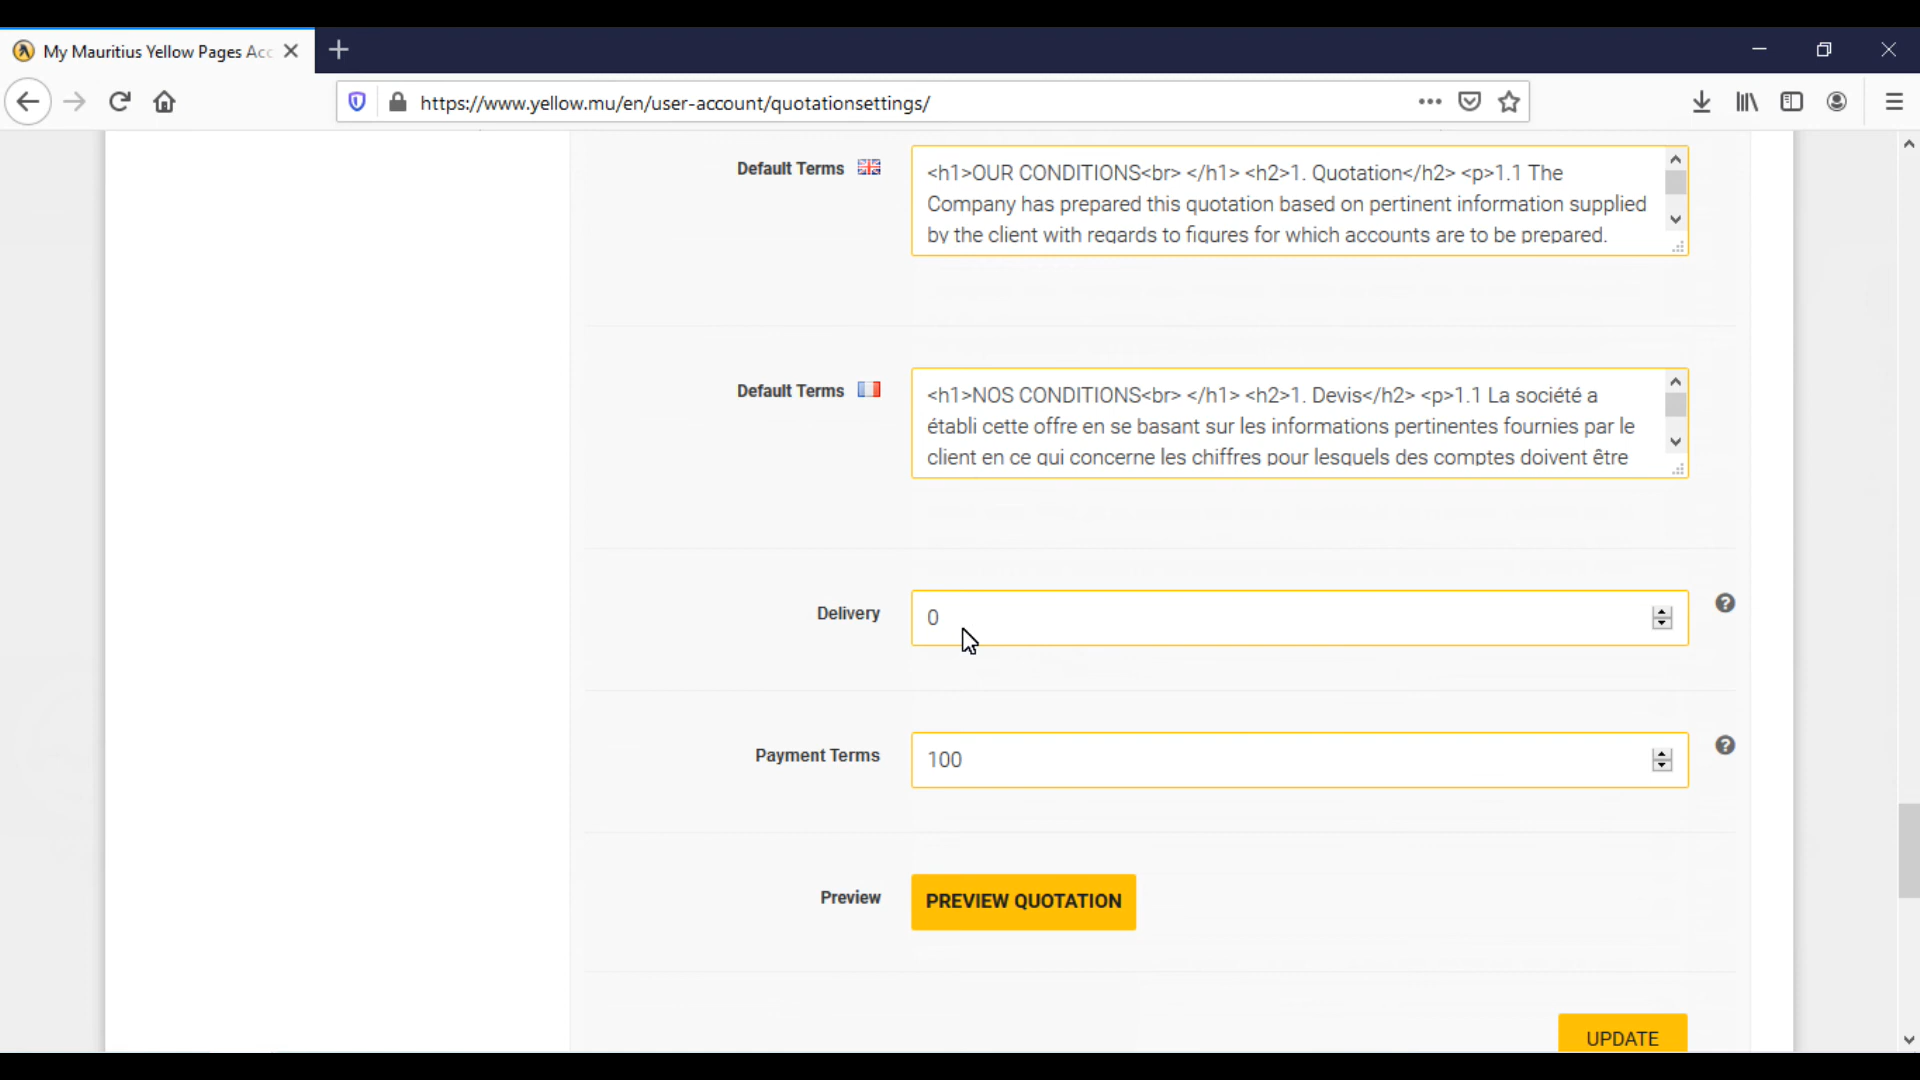 My Mauritius Yellow Pages Acc
https://www.yellow.mu/en/user-account/quotationsettings/
Default Terms
<h1>OUR CONDITIONS<br> </h1> <h2>1. Quotation</h2> <p>1.1 The
Company has prepared this quotation based on pertinent information supplied
by the client with regards to figures for which accounts are to be prepared.
Default Terms
<h1>NOS CONDITIONS<br> </h1> <h2>1. Devis</h2> <p>1.1 La société a
établi cette offre en se basant sur les informations pertinentes fournies par le
client en ce qui concerne les chiffres pour lesquels des comptes doivent être
Delivery
0
Payment Terms
100
Preview
PREVIEW QUOTATION
UPDATE